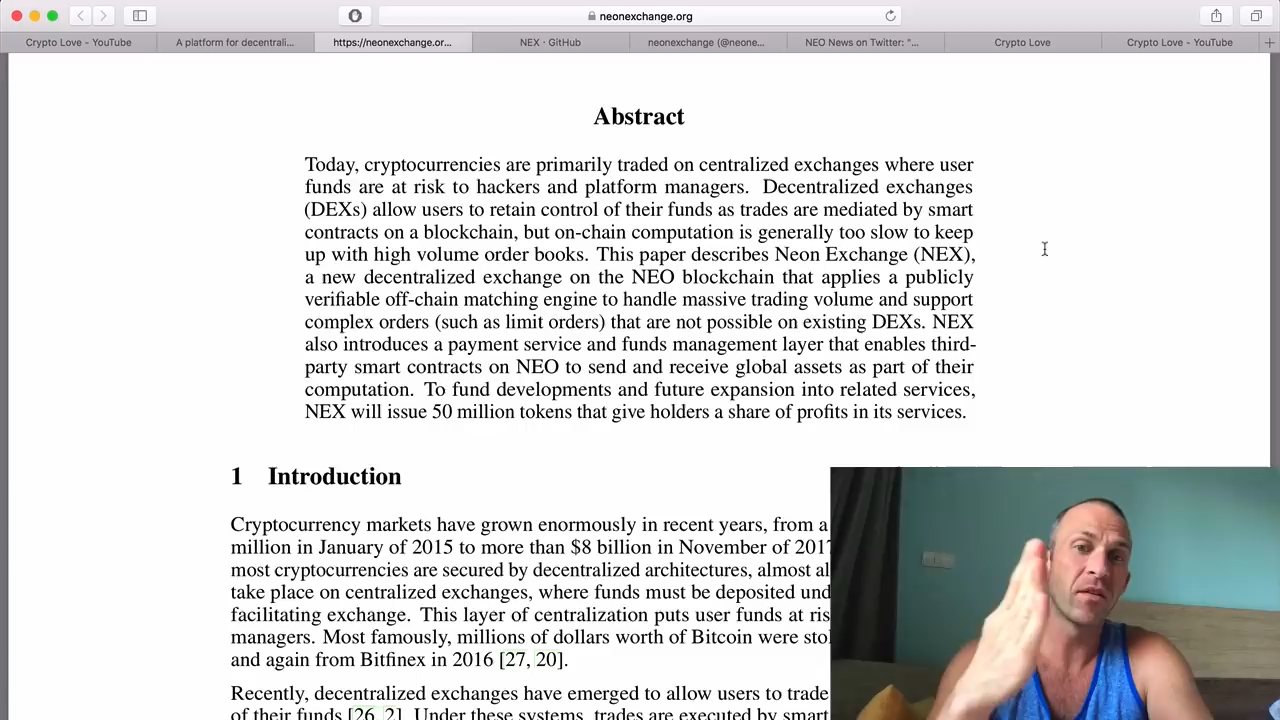 neonexchange.org
Crypto Love - YouTube
A platform for decentrali...
https://neonexchange.or...
NEX · GitHub
neonexchange (@neone...
NEO News on Twitter: "...
Crypto Love
Crypto Love - YouTube
Abstract
Today, cryptocurrencies are primarily traded on centralized exchanges where user
funds are at risk to hackers and platform managers. Decentralized exchanges
(DEXs) allow users to retain control of their funds as trades are mediated by smart
contracts on a blockchain, but on-chain computation is generally too slow to keep
up with high volume order books. This paper describes Neon Exchange (NEX),
a new decentralized exchange on the NEO blockchain that applies a publicly
verifiable off-chain matching engine to handle massive trading volume and support
complex orders (such as limit orders) that are not possible on existing DEXs. NEX
also introduces a payment service and funds management layer that enables third-
party smart contracts on NEO to send and receive global assets as part of their
computation. To fund developments and future expansion into related services,
NEX will issue 50 million tokens that give holders a share of profits in its services.
1 Introduction
Cryptocurrency markets have grown enormously in recent years, from a
million in January of 2015 to more than $8 billion in November of 2017
most cryptocurrencies are secured by decentralized architectures, almost al
take place on centralized exchanges, where funds must be deposited und
facilitating exchange. This layer of centralization puts user funds at ris
managers. Most famously, millions of dollars worth of Bitcoin were stol
and again from Bitfinex in 2016 [27, 20].
Recently, decentralized exchanges have emerged to allow users to trade
of their funds [26, 2]. Under these systems, trades are executed by smart